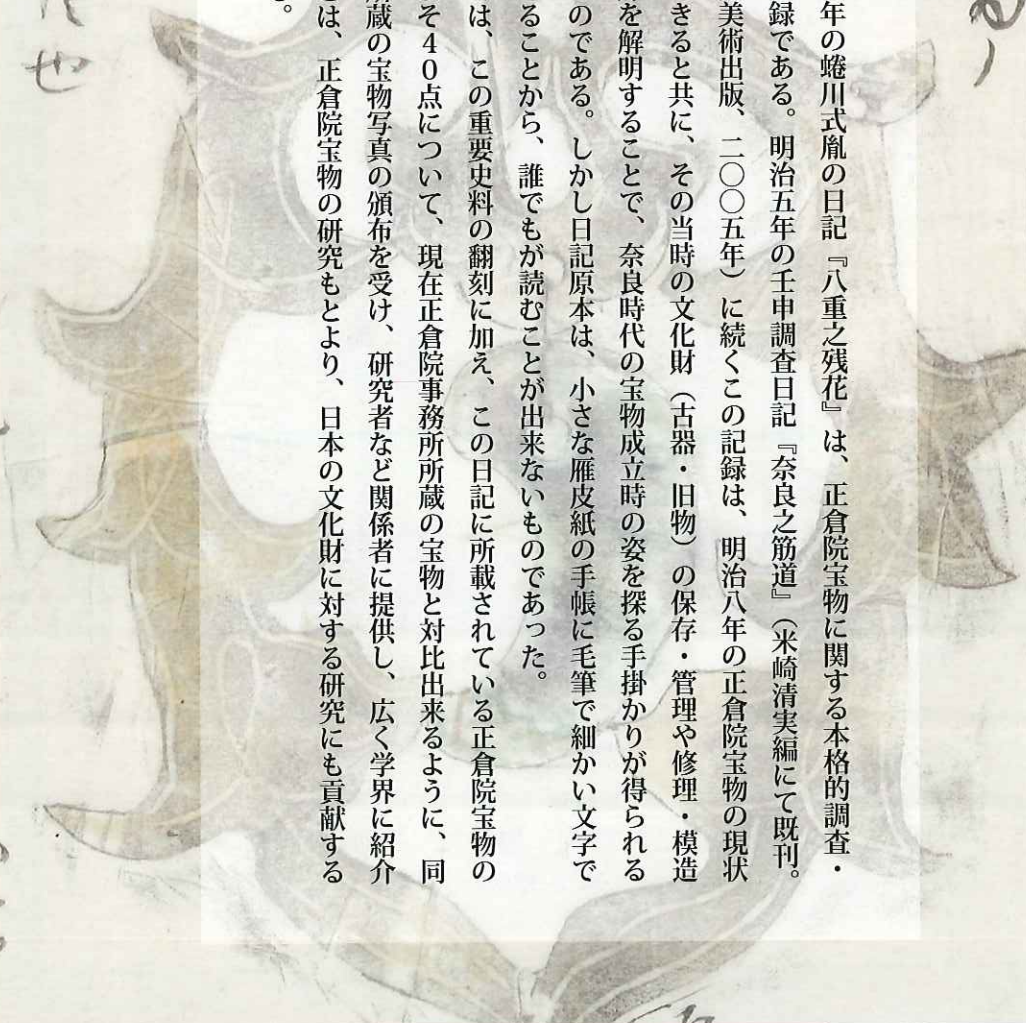 年の蜷川式胤の日記『八重之残花』は、正倉院宝物に関する本格的調査・
録である。明治五年の壬申調査日記『奈良之筋道』（米崎清実編にて既刊。
美術出版、二〇〇五年）に続くこの記録は、明治八年の正倉院宝物の現状
きると共に、その当時の文化財（古器・旧物）の保存・管理や修理・模造
を解明することで、奈良時代の宝物成立時の姿を探る手掛かりが得られる
のである。しかし日記原本は、小さな雁皮紙の手帳に毛筆で細かい文字で
ることから、誰でもが読むことが出来ないものであった。
は、この重要史料の翻刻に加え、この日記に所載されている正倉院宝物の
そ４０点について、現在正倉院事務所所蔵の宝物と対比出来るように、同
所蔵の宝物写真の頒布を受け、研究者など関係者に提供し、広く学界に紹介
とは、正倉院宝物の研究もとより、日本の文化財に対する研究にも貢献する
。
也